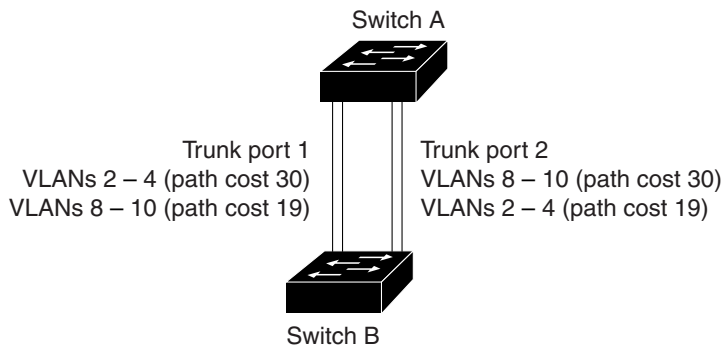 Switch A
Trunk port 1
VLANs 2 – 4 (path cost 30)
VLANs 8 – 10 (path cost 19)
Trunk port 2
VLANs 8 – 10 (path cost 30)
VLANs 2 – 4 (path cost 19)
Switch B